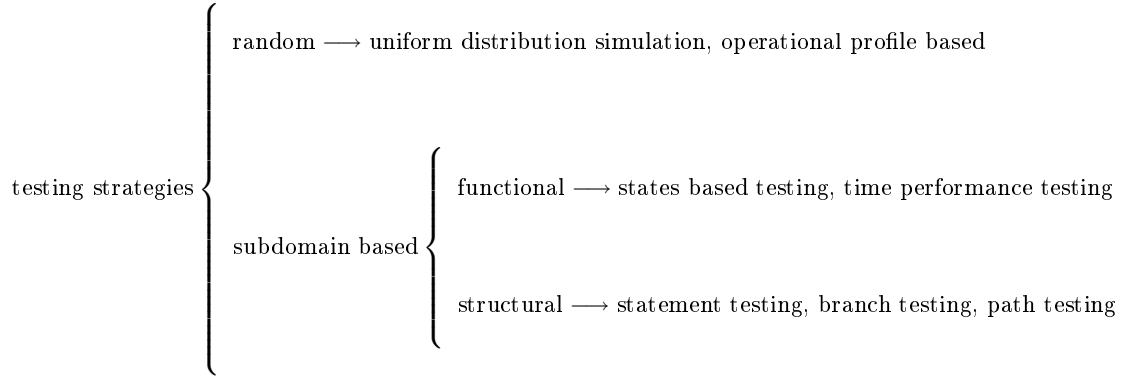 random ⟶ uniform distribution simulation, operational profile based
testing strategies
functional ⟶ states based testing, time performance testing
subdomain based
structural ⟶ statement testing, branch testing, path testing